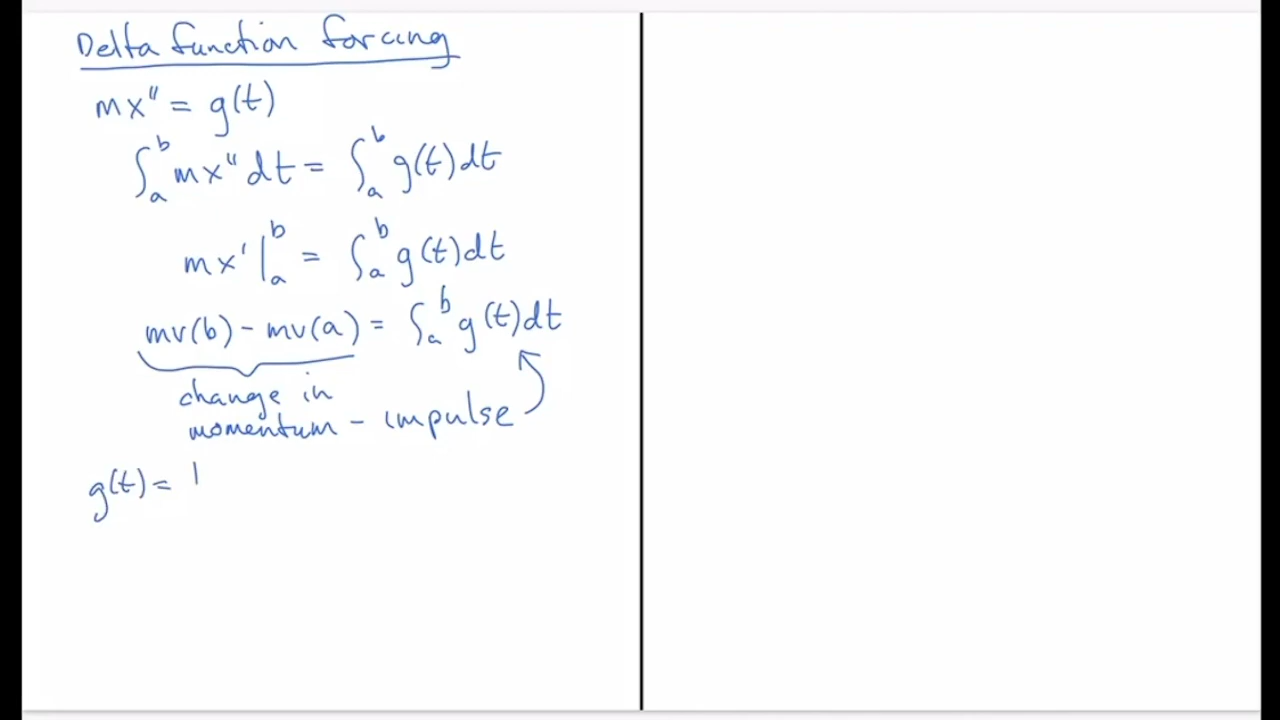 Delta function forcing
mx'' = g(t)
∫_a^b mx'' dt = ∫_a^b g(t) dt
mx' |_a^b = ∫_a^b g(t) dt
mv(b) - mv(a) = ∫_a^b g(t) dt
change in
momentum - impulse
g(t) = |